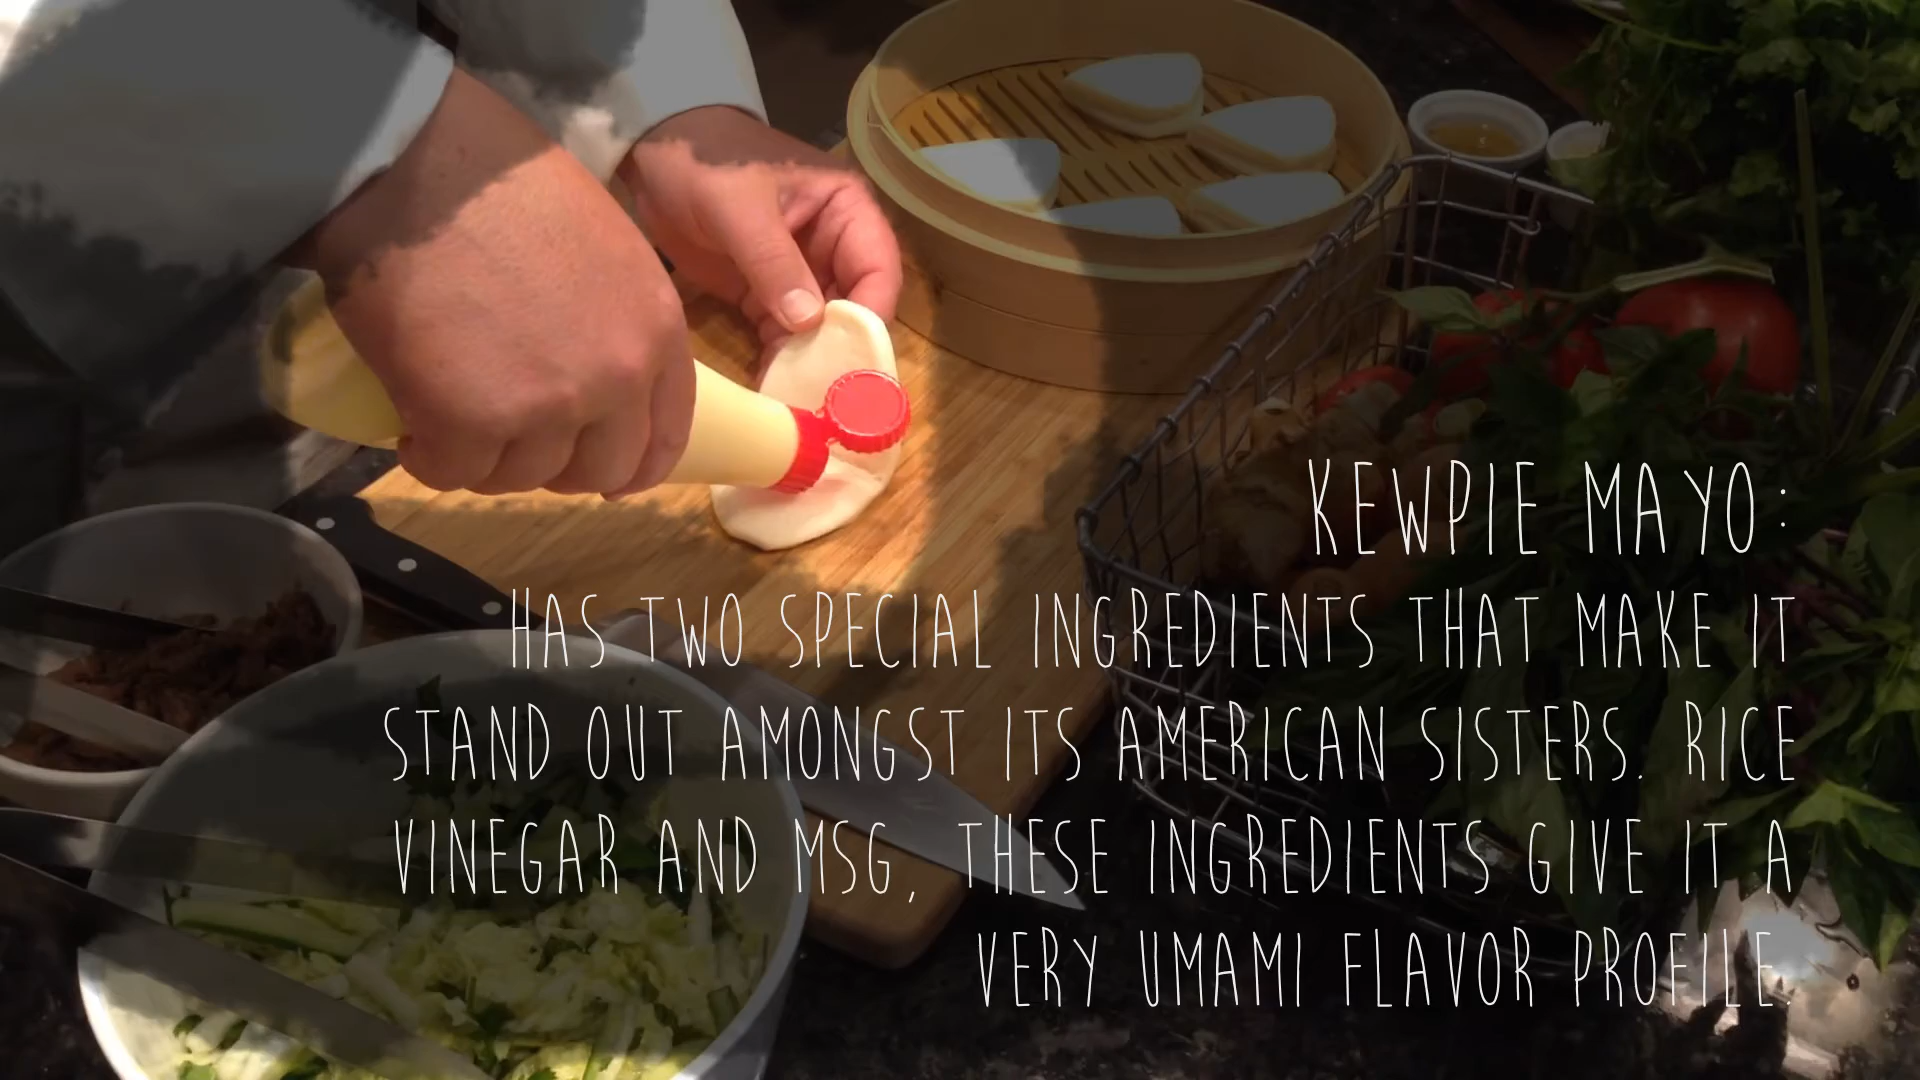 KEWPIE MAYO:
HAS TWO SPECIAL INGREDIENTS THAT MAKE IT
STAND OUT AMONGST ITS AMERICAN SISTERS. RICE
VINEGAR AND MSG, THESE INGREDIENTS GIVE IT A
VERY UMAMI FLAVOR PROFILE.